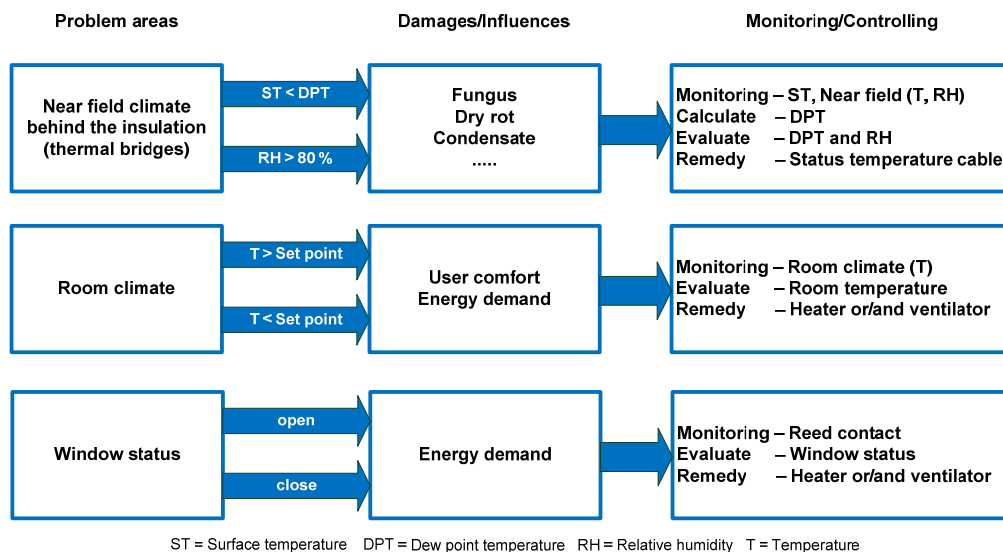 Problem areas
Damages/Influences
Monitoring/Controlling
Near field climate
behind the insulation
(thermal bridges)
ST < DPT
RH > 80 %
Fungus
Dry rot
Condensate
.....
Monitoring – ST, Near field (T, RH)
Calculate – DPT
Evaluate – DPT and RH
Remedy – Status temperature cable
Room climate
T > Set point
T < Set point
User comfort
Energy demand
Monitoring – Room climate (T)
Evaluate – Room temperature
Remedy – Heater or/and ventilator
Window status
open
close
Energy demand
Monitoring – Reed contact
Evaluate – Window status
Remedy – Heater or/and ventilator
ST = Surface temperature DPT = Dew point temperature RH = Relative humidity T = Temperature